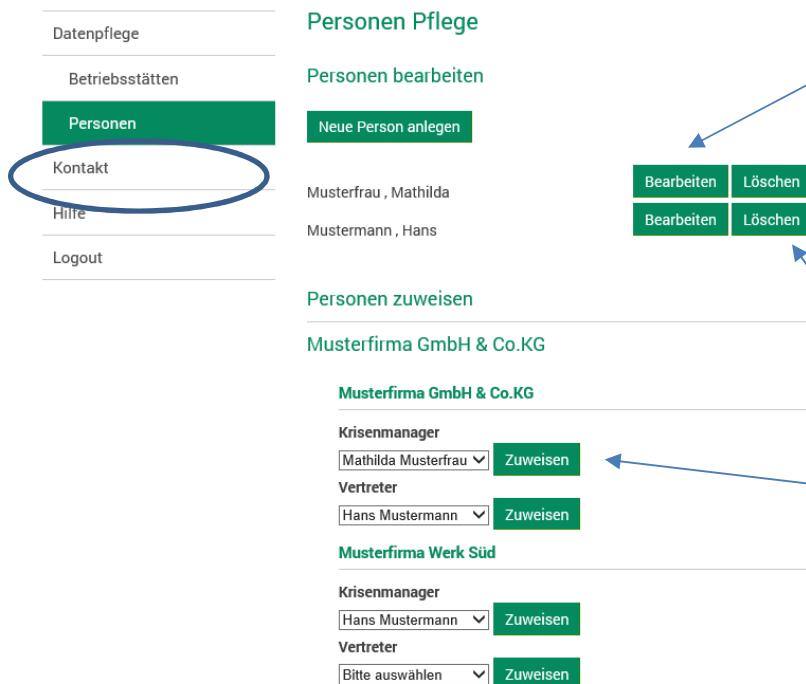 Datenpflege
Betriebsstätten
Personen
Kontakt
Hilfe
Logout
Personen Pflege
Personen bearbeiten
Neue Person anlegen
Musterfrau , Mathilda Bearbeiten Löschen
Mustermann , Hans Bearbeiten Löschen
Personen zuweisen
Musterfirma GmbH & Co.KG
Musterfirma GmbH & Co.KG
Krisenmanager
Mathilda Musterfrau Zuweisen
Vertreter
Hans Mustermann Zuweisen
Musterfirma Werk Süd
Krisenmanager
Hans Mustermann Zuweisen
Vertreter
Bitte auswählen Zuweisen